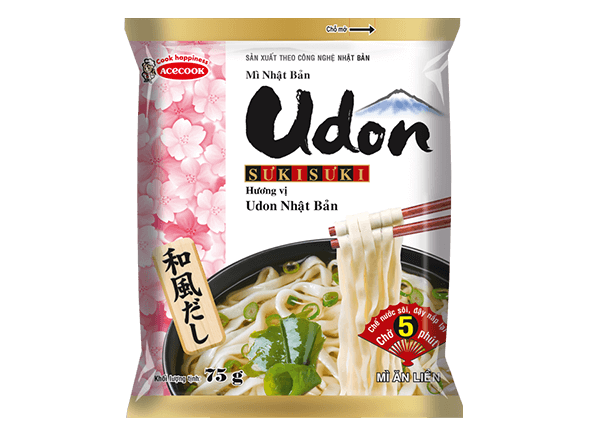 Chỗ mở
Cook happiness
ACECOOK
SẢN XUẤT THEO CÔNG NGHỆ NHẬT BẢN
Mì Nhật Bản
Udon
SƯKISƯKI
Hương vị
Udon Nhật Bản
和風だし
Chế nước sôi, đậy nắp lại,
Chờ 5 phút
MÌ ĂN LIỀN
Khối lượng tịnh: 75 g